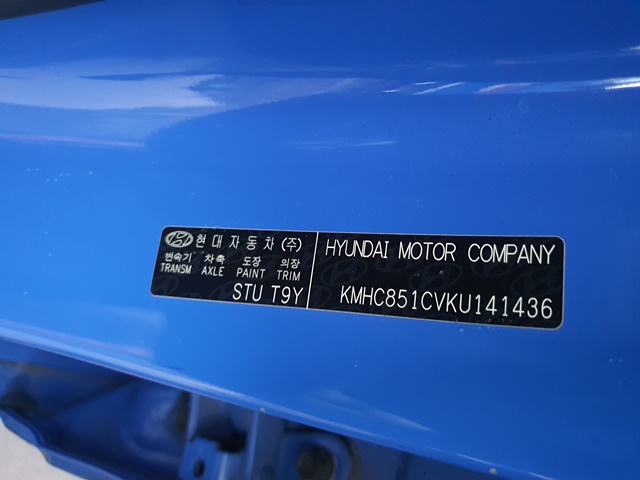 현대자동차(주)
변속기 차축 도장 의장
TRANSM AXLE PAINT TRIM
STU T9Y
HYUNDAI MOTOR COMPANY
KMHC851CVKU141436